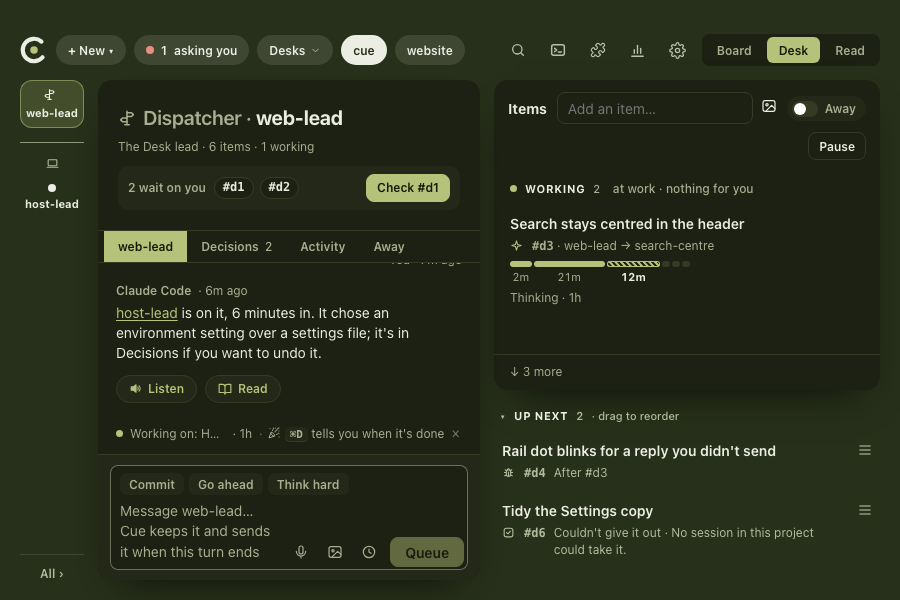 + New ▾
1 asking you
Desks
cue
website
Board
Desk
Read
web-lead
host-lead
All ›
Dispatcher · web-lead
The Desk lead · 6 items · 1 working
2 wait on you
#d1
#d2
Check #d1
web-lead
Decisions 2
Activity
Away
Claude Code · 6m ago
host-lead is on it, 6 minutes in. It chose an
environment setting over a settings file; it's in
Decisions if you want to undo it.
Listen
Read
Working on: H... · 1h · ⌘D tells you when it's done ×
Commit
Go ahead
Think hard
Message web-lead...
Cue keeps it and sends
it when this turn ends
Queue
Items
Add an item...
Away
Pause
WORKING 2 at work · nothing for you
Search stays centred in the header
#d3 · web-lead → search-centre
2m 21m 12m
Thinking · 1h
↓ 3 more
UP NEXT 2 · drag to reorder
Rail dot blinks for a reply you didn't send
#d4 After #d3
Tidy the Settings copy
#d6 Couldn't give it out · No session in this project
could take it.